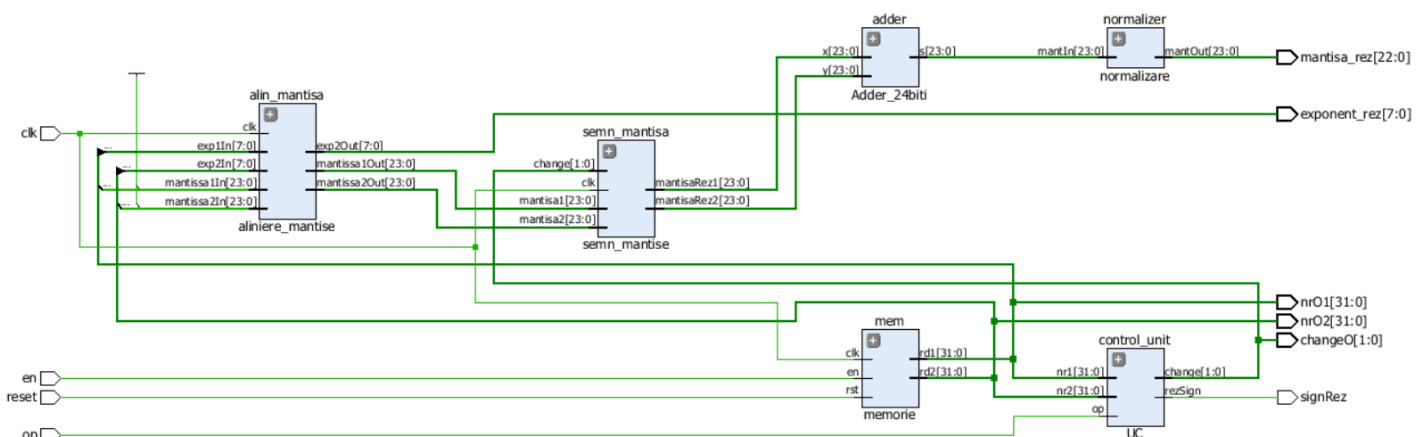 adder
normalizer
x[23:0]
s[23:0]
mantIn[23:0]
mantOut[23:0]
mantisa_rez[22:0]
y[23:0]
normalizare
Adder_24biti
alin_mantisa
exponent_rez[7:0]
clk
clk
semn_mantisa
exp1In[7:0]
exp2Out[7:0]
...
exp2In[7:0]
mantissa1Out[23:0]
change[1:0]
...
mantissa1In[23:0]
mantissa2Out[23:0]
clk
mantisaRez1[23:0]
...
mantissa2In[23:0]
mantisa1[23:0]
mantisaRez2[23:0]
...
mantisa2[23:0]
aliniere_mantise
semn_mantise
nrO1[31:0]
mem
nrO2[31:0]
control_unit
changeO[1:0]
clk
rd1[31:0]
en
en
rd2[31:0]
nr1[31:0]
change[1:0]
reset
rst
nr2[31:0]
rezSign
signRez
memorie
op
op
UC